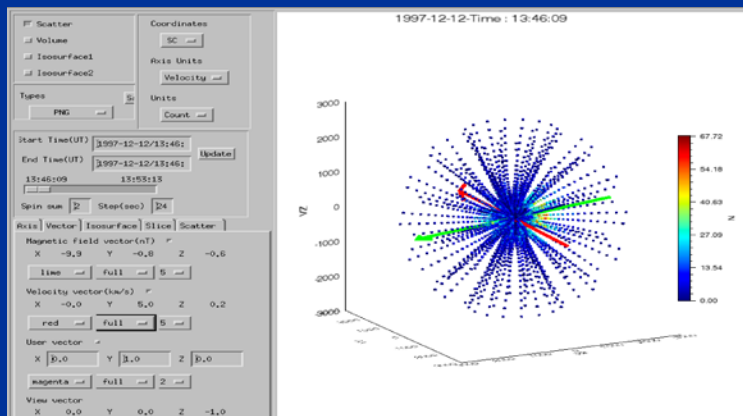 Scatter
Volume
Isosurface1
Isosurface2
Types
PNG
Coordinates
SC
Axis Units
Velocity
Units
Count
Start Time(UT) 1997-12-12/13:46:
End Time(UT) 1997-12-12/13:46:
Update
13:46:09 13:53:13
Spin sum 2 Step(sec) 24
Axis Vector Isosurface Slice Scatter
Magnetic field vector(nT)
X -9.9 Y -0.8 Z -0.6
lime full 5
Velocity vector(km/s)
X -0.0 Y 5.0 Z 0.2
red full 5
User vector
X 0.0 Y 1.0 Z 0.0
magenta full 2
View vector
X 0.0 Y 0.0 Z -1.0
1997-12-12-Time : 13:46:09
3000
2000
1000
0
-1000
-2000
-3000
VZ
67.72
54.18
40.63
27.09
13.54
0.00
N